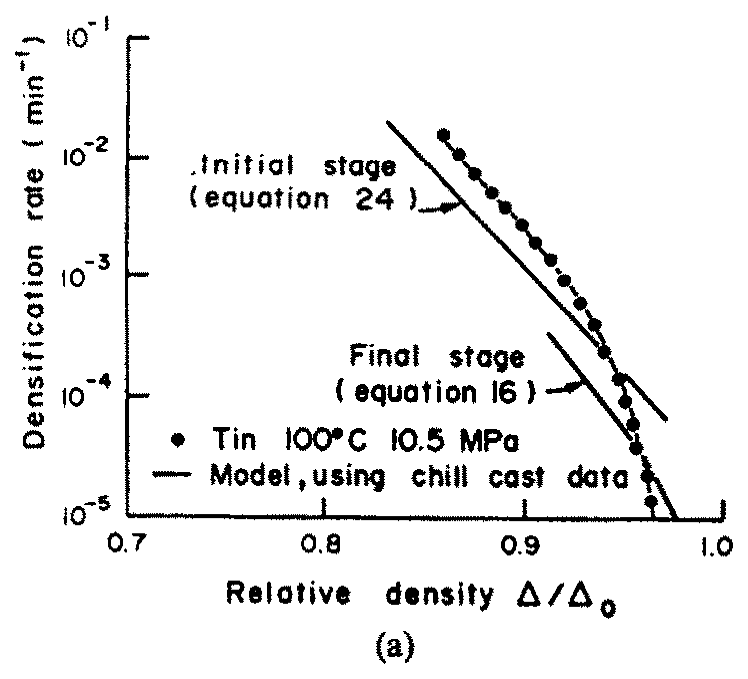 Densification rate (min⁻¹)
10⁻¹
10⁻²
10⁻³
10⁻⁴
10⁻⁵
.Initial stage
(equation 24)
Final stage
(equation 16)
● Tin 100°C 10.5 MPa
— Model, using chill cast data
0.7 0.8 0.9 1.0
Relative density Δ/Δ₀
(a)